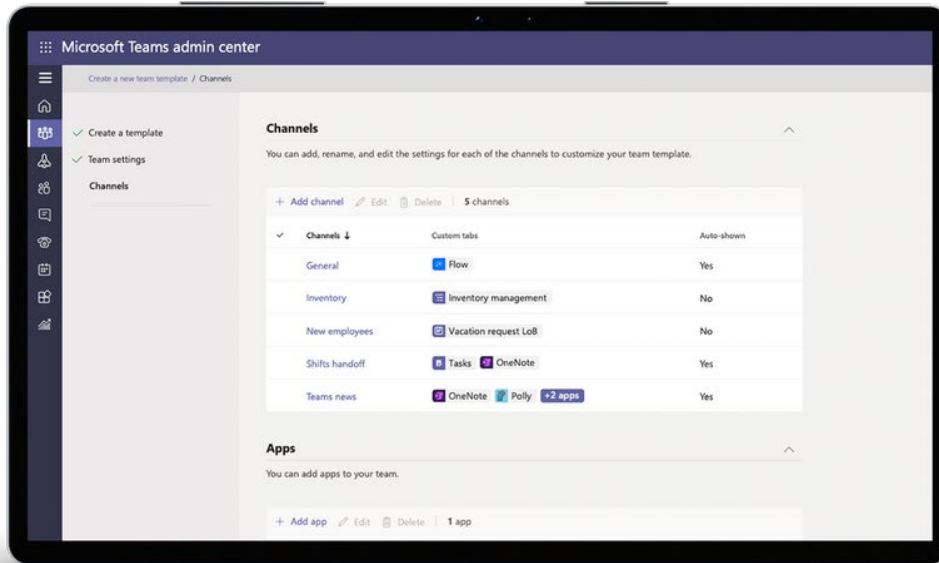 Microsoft Teams admin center
Create a new team template / Channels
Create a template
Team settings
Channels
Channels
You can add, rename, and edit the settings for each of the channels to customize your team template.
+ Add channel Edit Delete 5 channels
Channels ↓ Custom tabs Auto-shown
General Flow Yes
Inventory Inventory management No
New employees Vacation request LoB No
Shifts handoff Tasks OneNote Yes
Teams news OneNote Polly +2 apps Yes
Apps
You can add apps to your team.
+ Add app Edit Delete 1 app